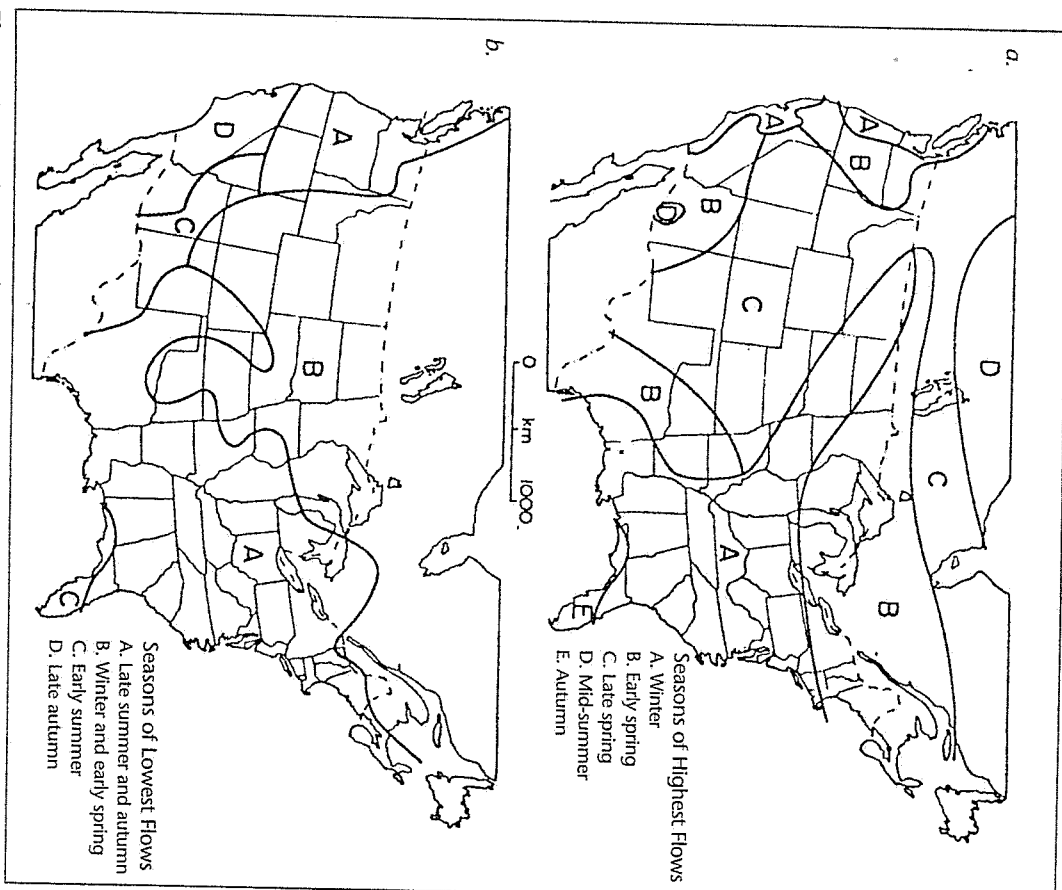 a.
D
A
B
C
A
B
D
C
B
B
A
E
Seasons of Highest Flows
A. Winter
B. Early spring
C. Late spring
D. Mid-summer
E. Autumn
0 km 1000.
b.
A
B
D
C
A
C
Seasons of Lowest Flows
A. Late summer and autumn
B. Winter and early spring
C. Early summer
D. Late autumn